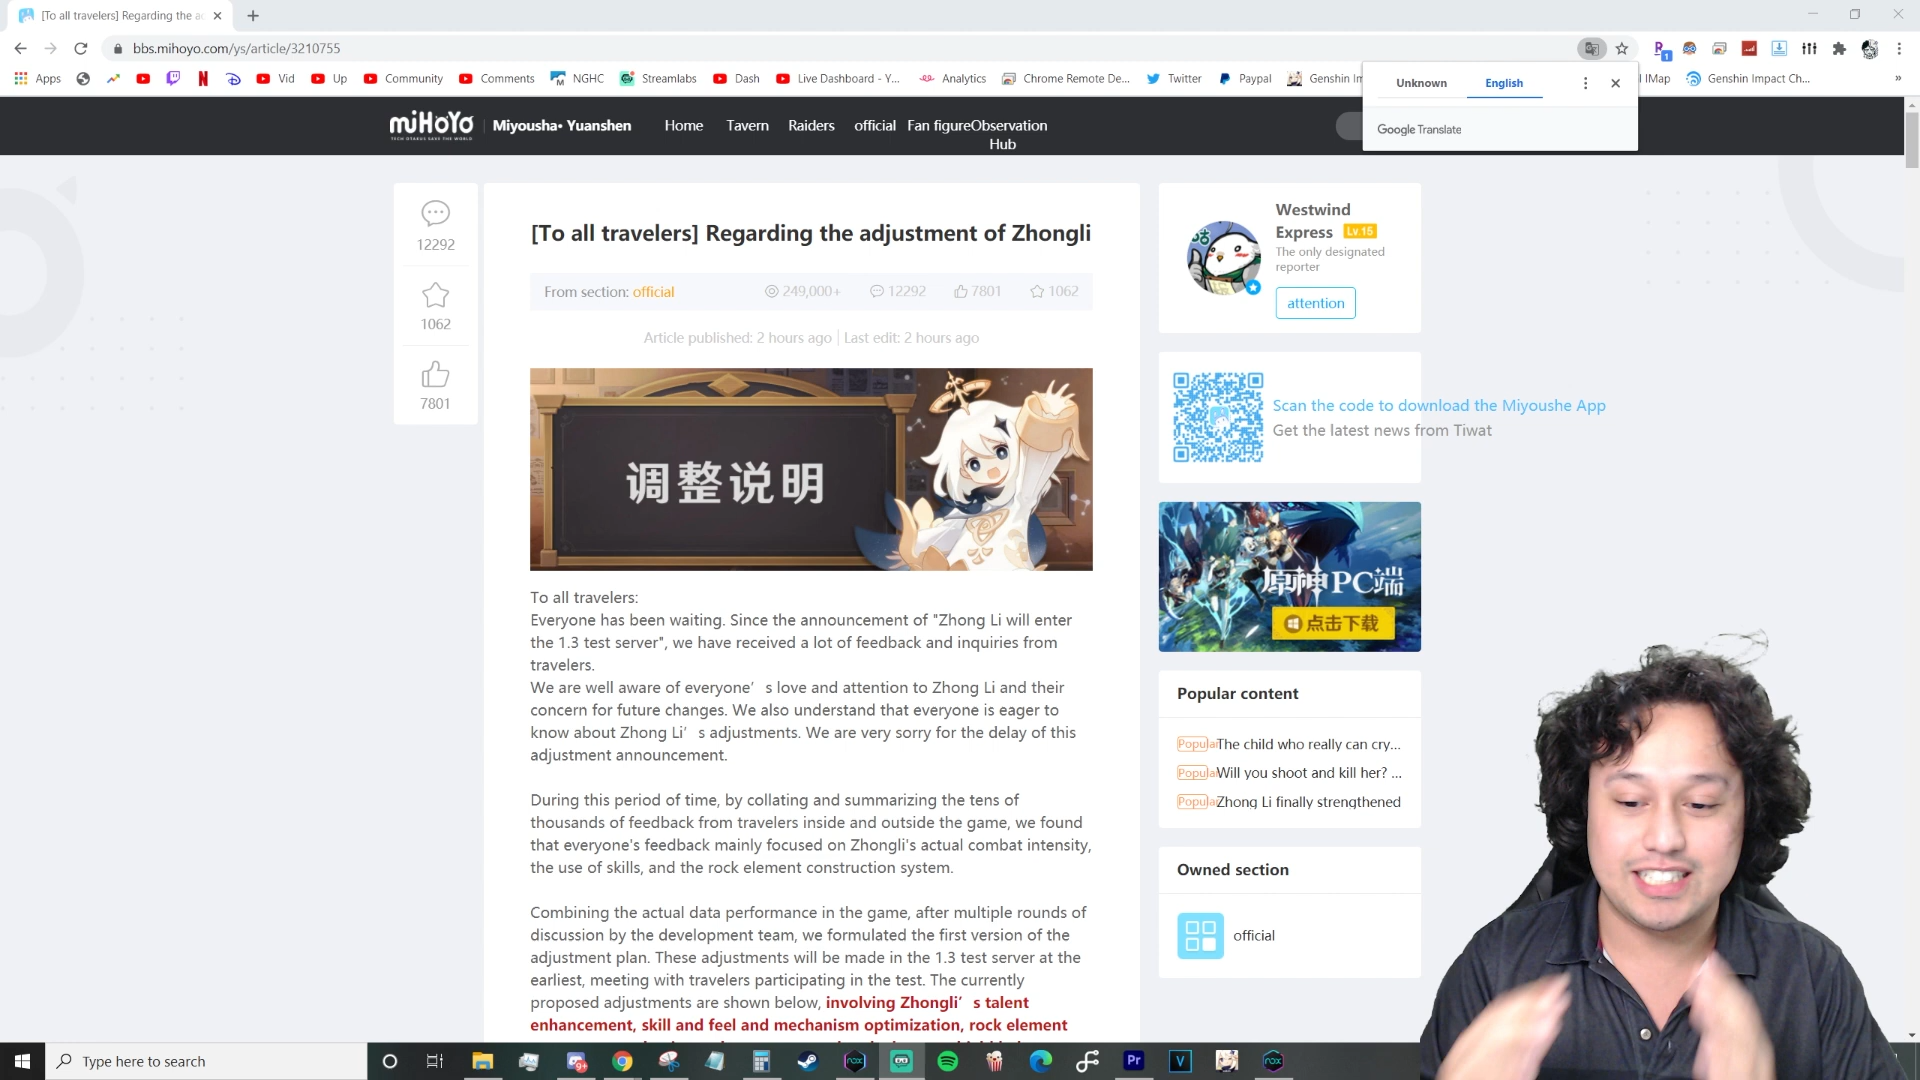 [To all travelers] Regarding the a
bbs.mihoyo.com/ys/article/3210755
Apps
Vid
Up
Community
Comments
NGHC
Streamlabs
Dash
Live Dashboard - Y...
Analytics
Chrome Remote De...
Twitter
Paypal
Genshin Im
l IMap
Genshin Impact Ch...
»
Unknown
English
Google Translate
miHoYo
TECH OTAKUS SAVE THE WORLD
Miyousha• Yuanshen
Home
Tavern
Raiders
official
Fan figureObservation
Hub
12292
1062
7801
[To all travelers] Regarding the adjustment of Zhongli
From section: official
249,000+
12292
7801
1062
Article published: 2 hours ago | Last edit: 2 hours ago
调整说明
To all travelers:
Everyone has been waiting. Since the announcement of "Zhong Li will enter
the 1.3 test server", we have received a lot of feedback and inquiries from
travelers.
We are well aware of everyone’ s love and attention to Zhong Li and their
concern for future changes. We also understand that everyone is eager to
know about Zhong Li’ s adjustments. We are very sorry for the delay of this
adjustment announcement.
During this period of time, by collating and summarizing the tens of
thousands of feedback from travelers inside and outside the game, we found
that everyone's feedback mainly focused on Zhongli's actual combat intensity,
the use of skills, and the rock element construction system.
Combining the actual data performance in the game, after multiple rounds of
discussion by the development team, we formulated the first version of the
adjustment plan. These adjustments will be made in the 1.3 test server at the
earliest, meeting with travelers participating in the test. The currently
proposed adjustments are shown below, involving Zhongli’ s talent
enhancement, skill and feel and mechanism optimization, rock element
Westwind
Express Lv.15
The only designated
reporter
attention
Scan the code to download the Miyoushe App
Get the latest news from Tiwat
原神PC端
点击下载
Popular content
Popular The child who really can cry...
Popular Will you shoot and kill her? ...
Popular Zhong Li finally strengthened
Owned section
official
Type here to search